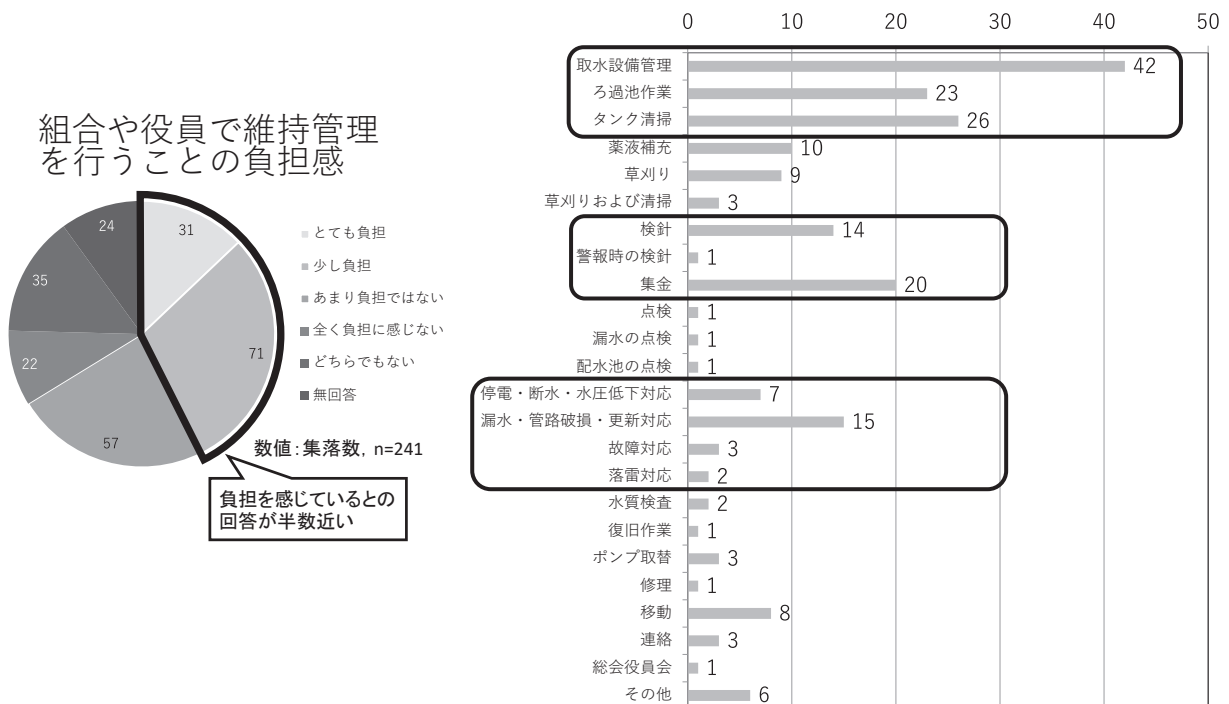 組合や役員で維持管理
を行うことの負担感
31
71
57
22
35
24
とても負担
少し負担
あまり負担ではない
全く負担に感じない
どちらでもない
無回答
数値：集落数，n=241
負担を感じているとの
回答が半数近い
0 10 20 30 40 50
取水設備管理 42
ろ過池作業 23
タンク清掃 26
薬液補充 10
草刈り 9
草刈りおよび清掃 3
検針 14
警報時の検針 1
集金 20
点検 1
漏水の点検 1
配水池の点検 1
停電・断水・水圧低下対応 7
漏水・管路破損・更新対応 15
故障対応 3
落雷対応 2
水質検査 2
復旧作業 1
ポンプ取替 3
修理 1
移動 8
連絡 3
総会役員会 1
その他 6